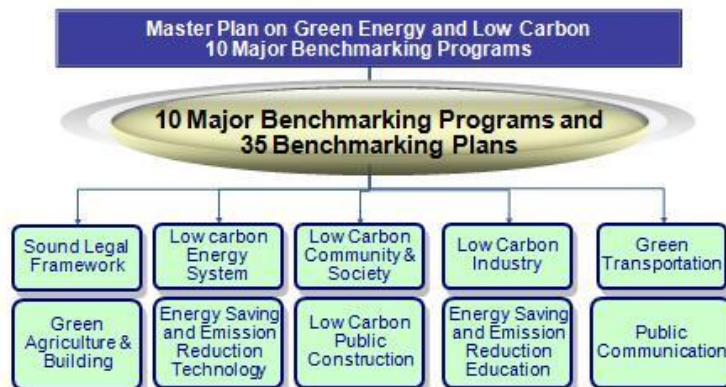 Master Plan on Green Energy and Low Carbon
10 Major Benchmarking Programs
10 Major Benchmarking Programs and
35 Benchmarking Plans
Sound Legal
Framework
Low carbon
Energy
System
Low Carbon
Community &
Society
Low Carbon
Industry
Green
Transportation
Green
Agriculture &
Building
Energy Saving
and Emission
Reduction
Technology
Low Carbon
Public
Construction
Energy Saving
and Emission
Reduction
Education
Public
Communication